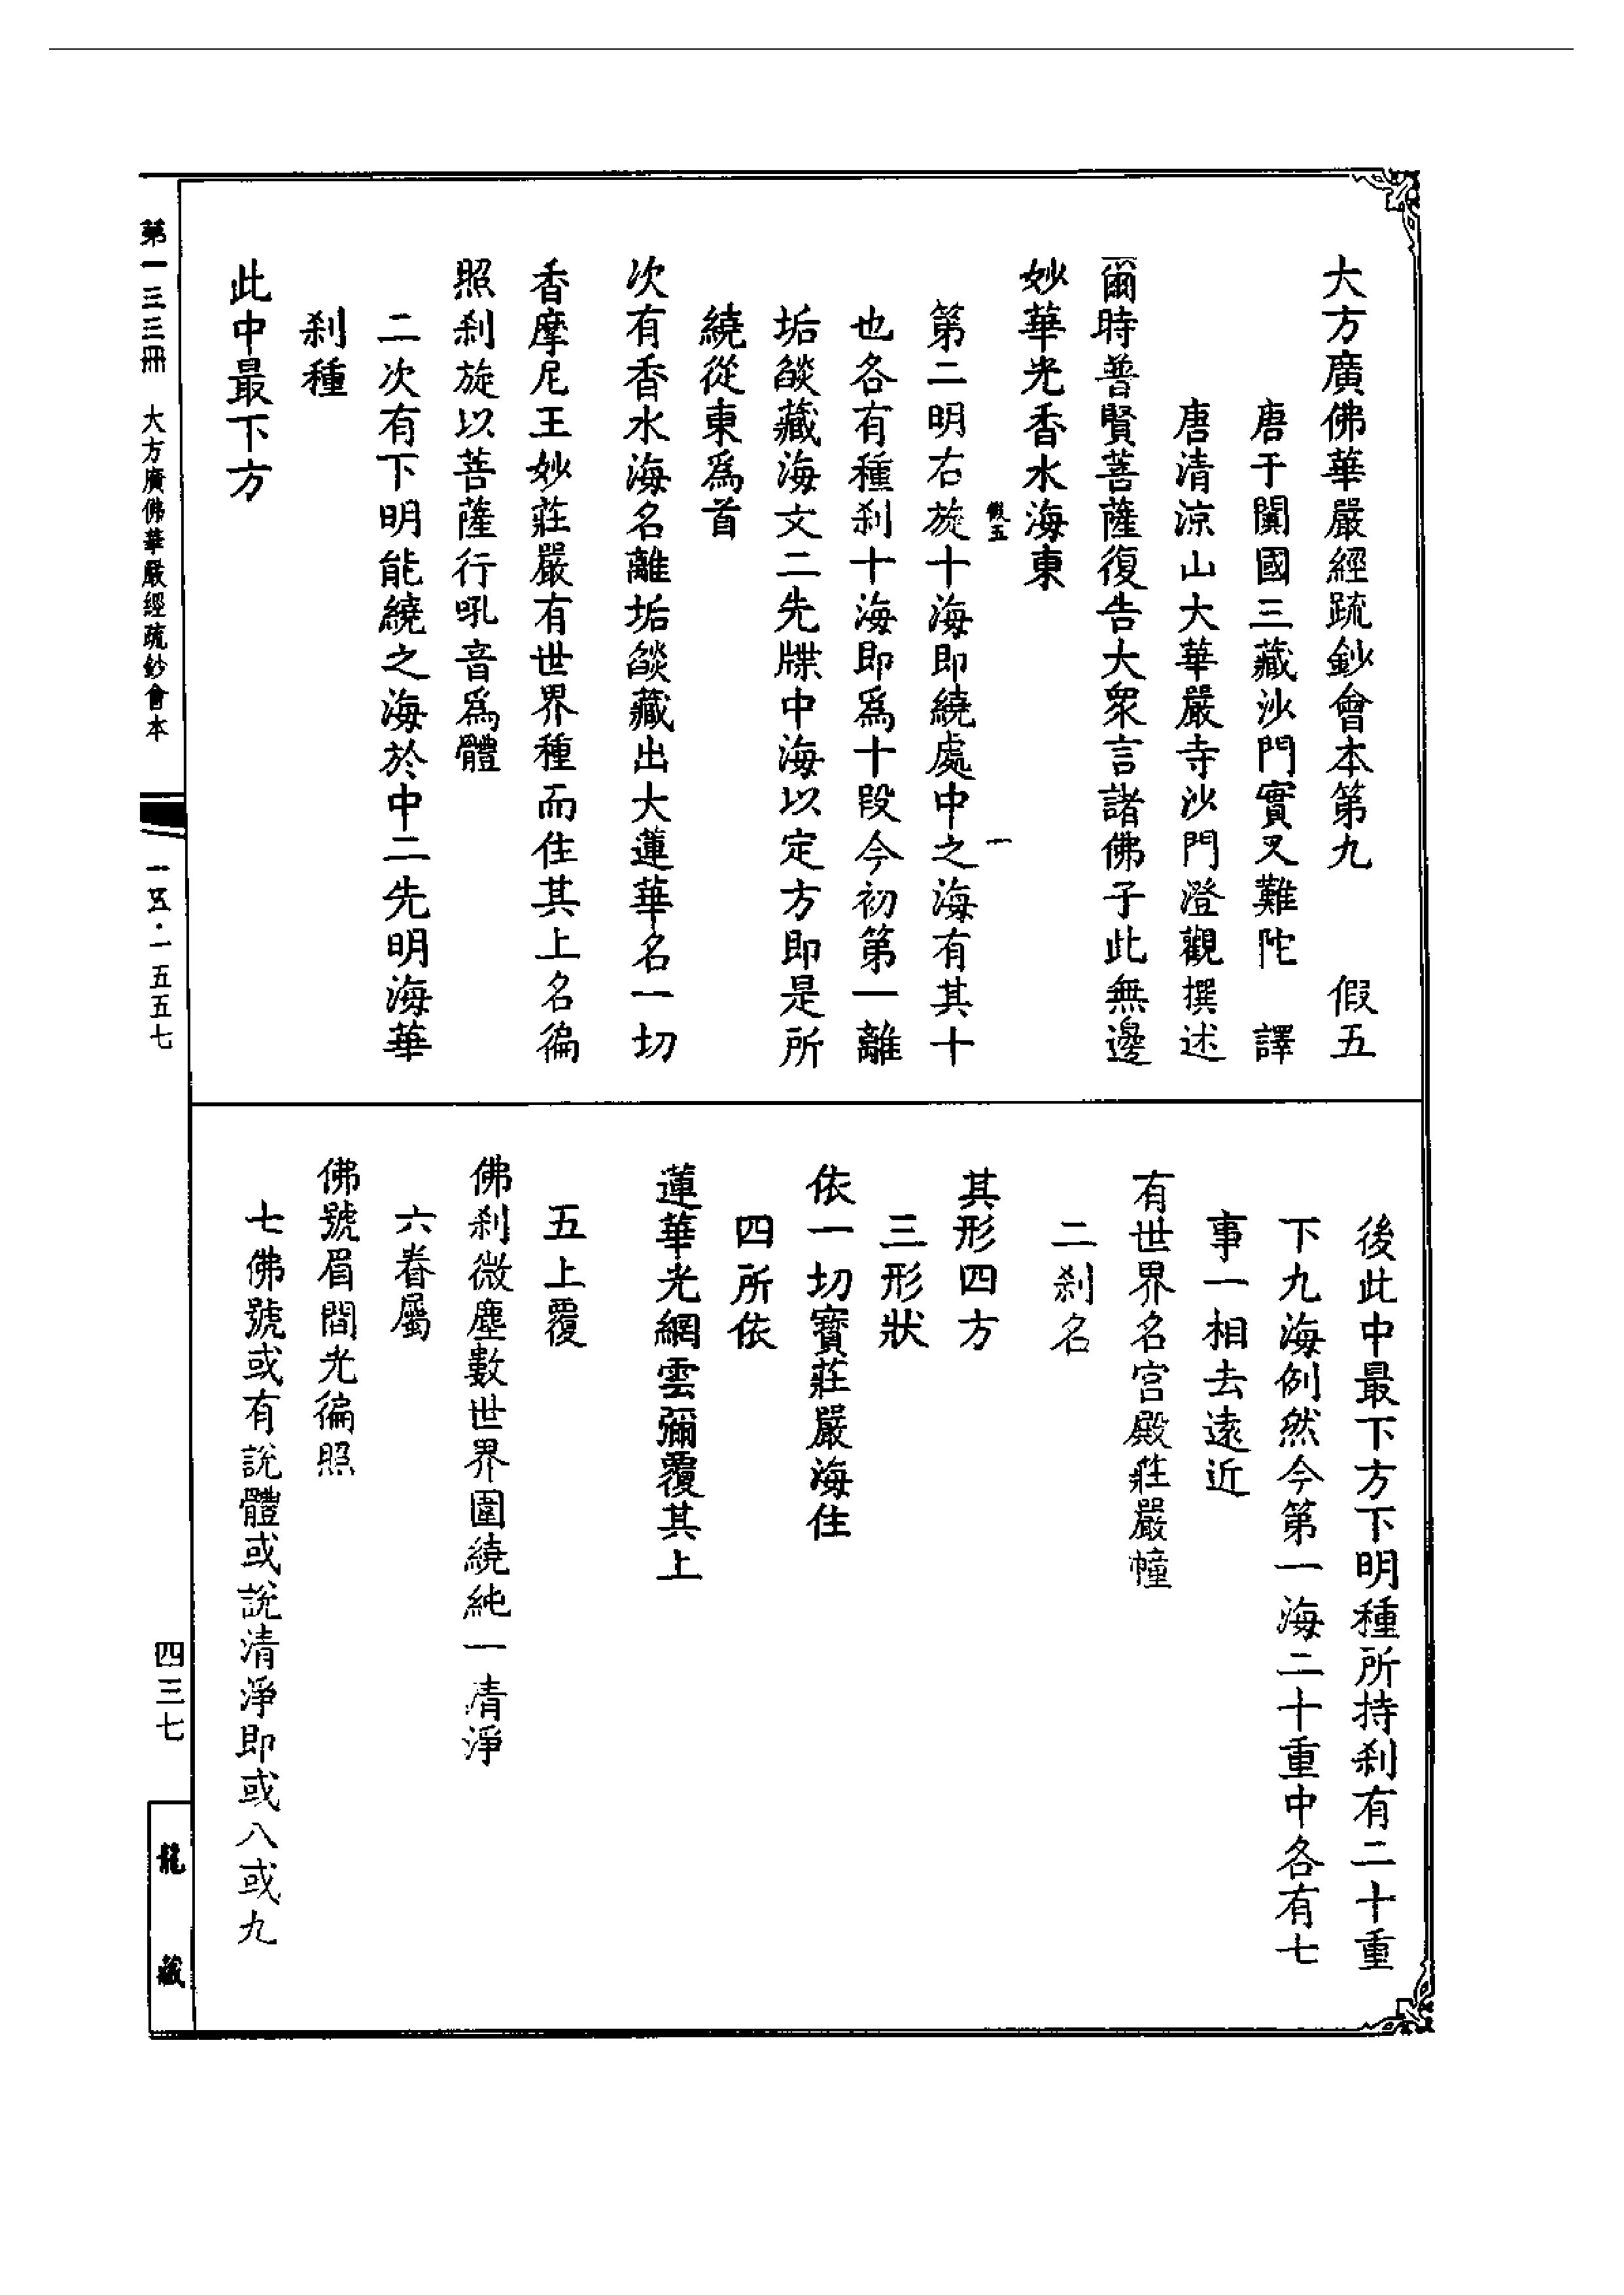 大方廣佛華嚴經疏鈔會本第九　假五
唐于闐國三藏沙門實叉難陀　譯
唐清涼山大華嚴寺沙門澄觀撰述
爾時普賢菩薩復告大眾言諸佛子此無邊
妙華光香水海東
假五　一
第二明右旋十海即繞處中之海有其十
也各有種刹十海即爲十段今初第一離
垢燄藏海文二先牒中海以定方即是所
繞從東爲首
次有香水海名離垢燄藏出大蓮華名一切
香摩尼王妙莊嚴有世界種而住其上名徧
照刹旋以菩薩行吼音爲體
二次有下明能繞之海於中二先明海華
刹種
此中最下方
後此中最下方下明種所持刹有二十重
下九海例然今第一海二十重中各有七
事一相去遠近
有世界名宮殿莊嚴幢
二刹名
其形四方
三形狀
依一切寶莊嚴海住
四所依
蓮華光網雲彌覆其上
五上覆
佛刹微塵數世界圍繞純一清淨
六眷屬
佛號眉間光徧照
七佛號或有說體或說清淨即或八或九
第一三三冊　大方廣佛華嚴經疏鈔會本
一五·一五五七
四三七
龍藏